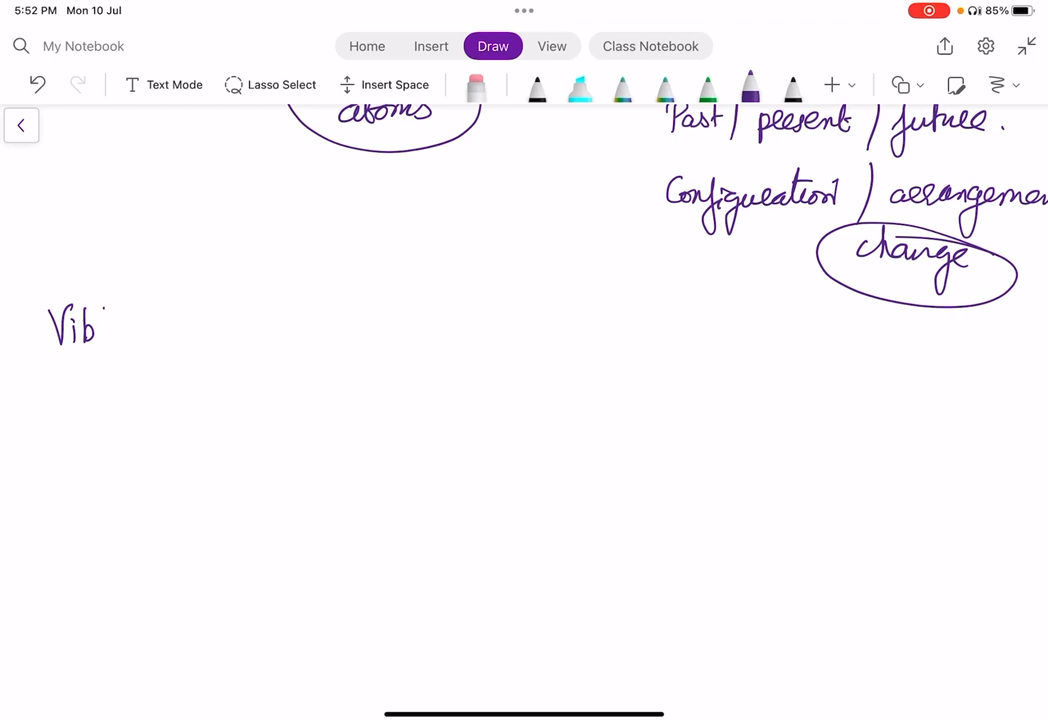 5:52 PM Mon 10 Jul
85%
My Notebook
Home Insert Draw View Class Notebook
Text Mode Lasso Select Insert Space
atoms
Past / present / future.
Configuration / arrangemen
change
Vib